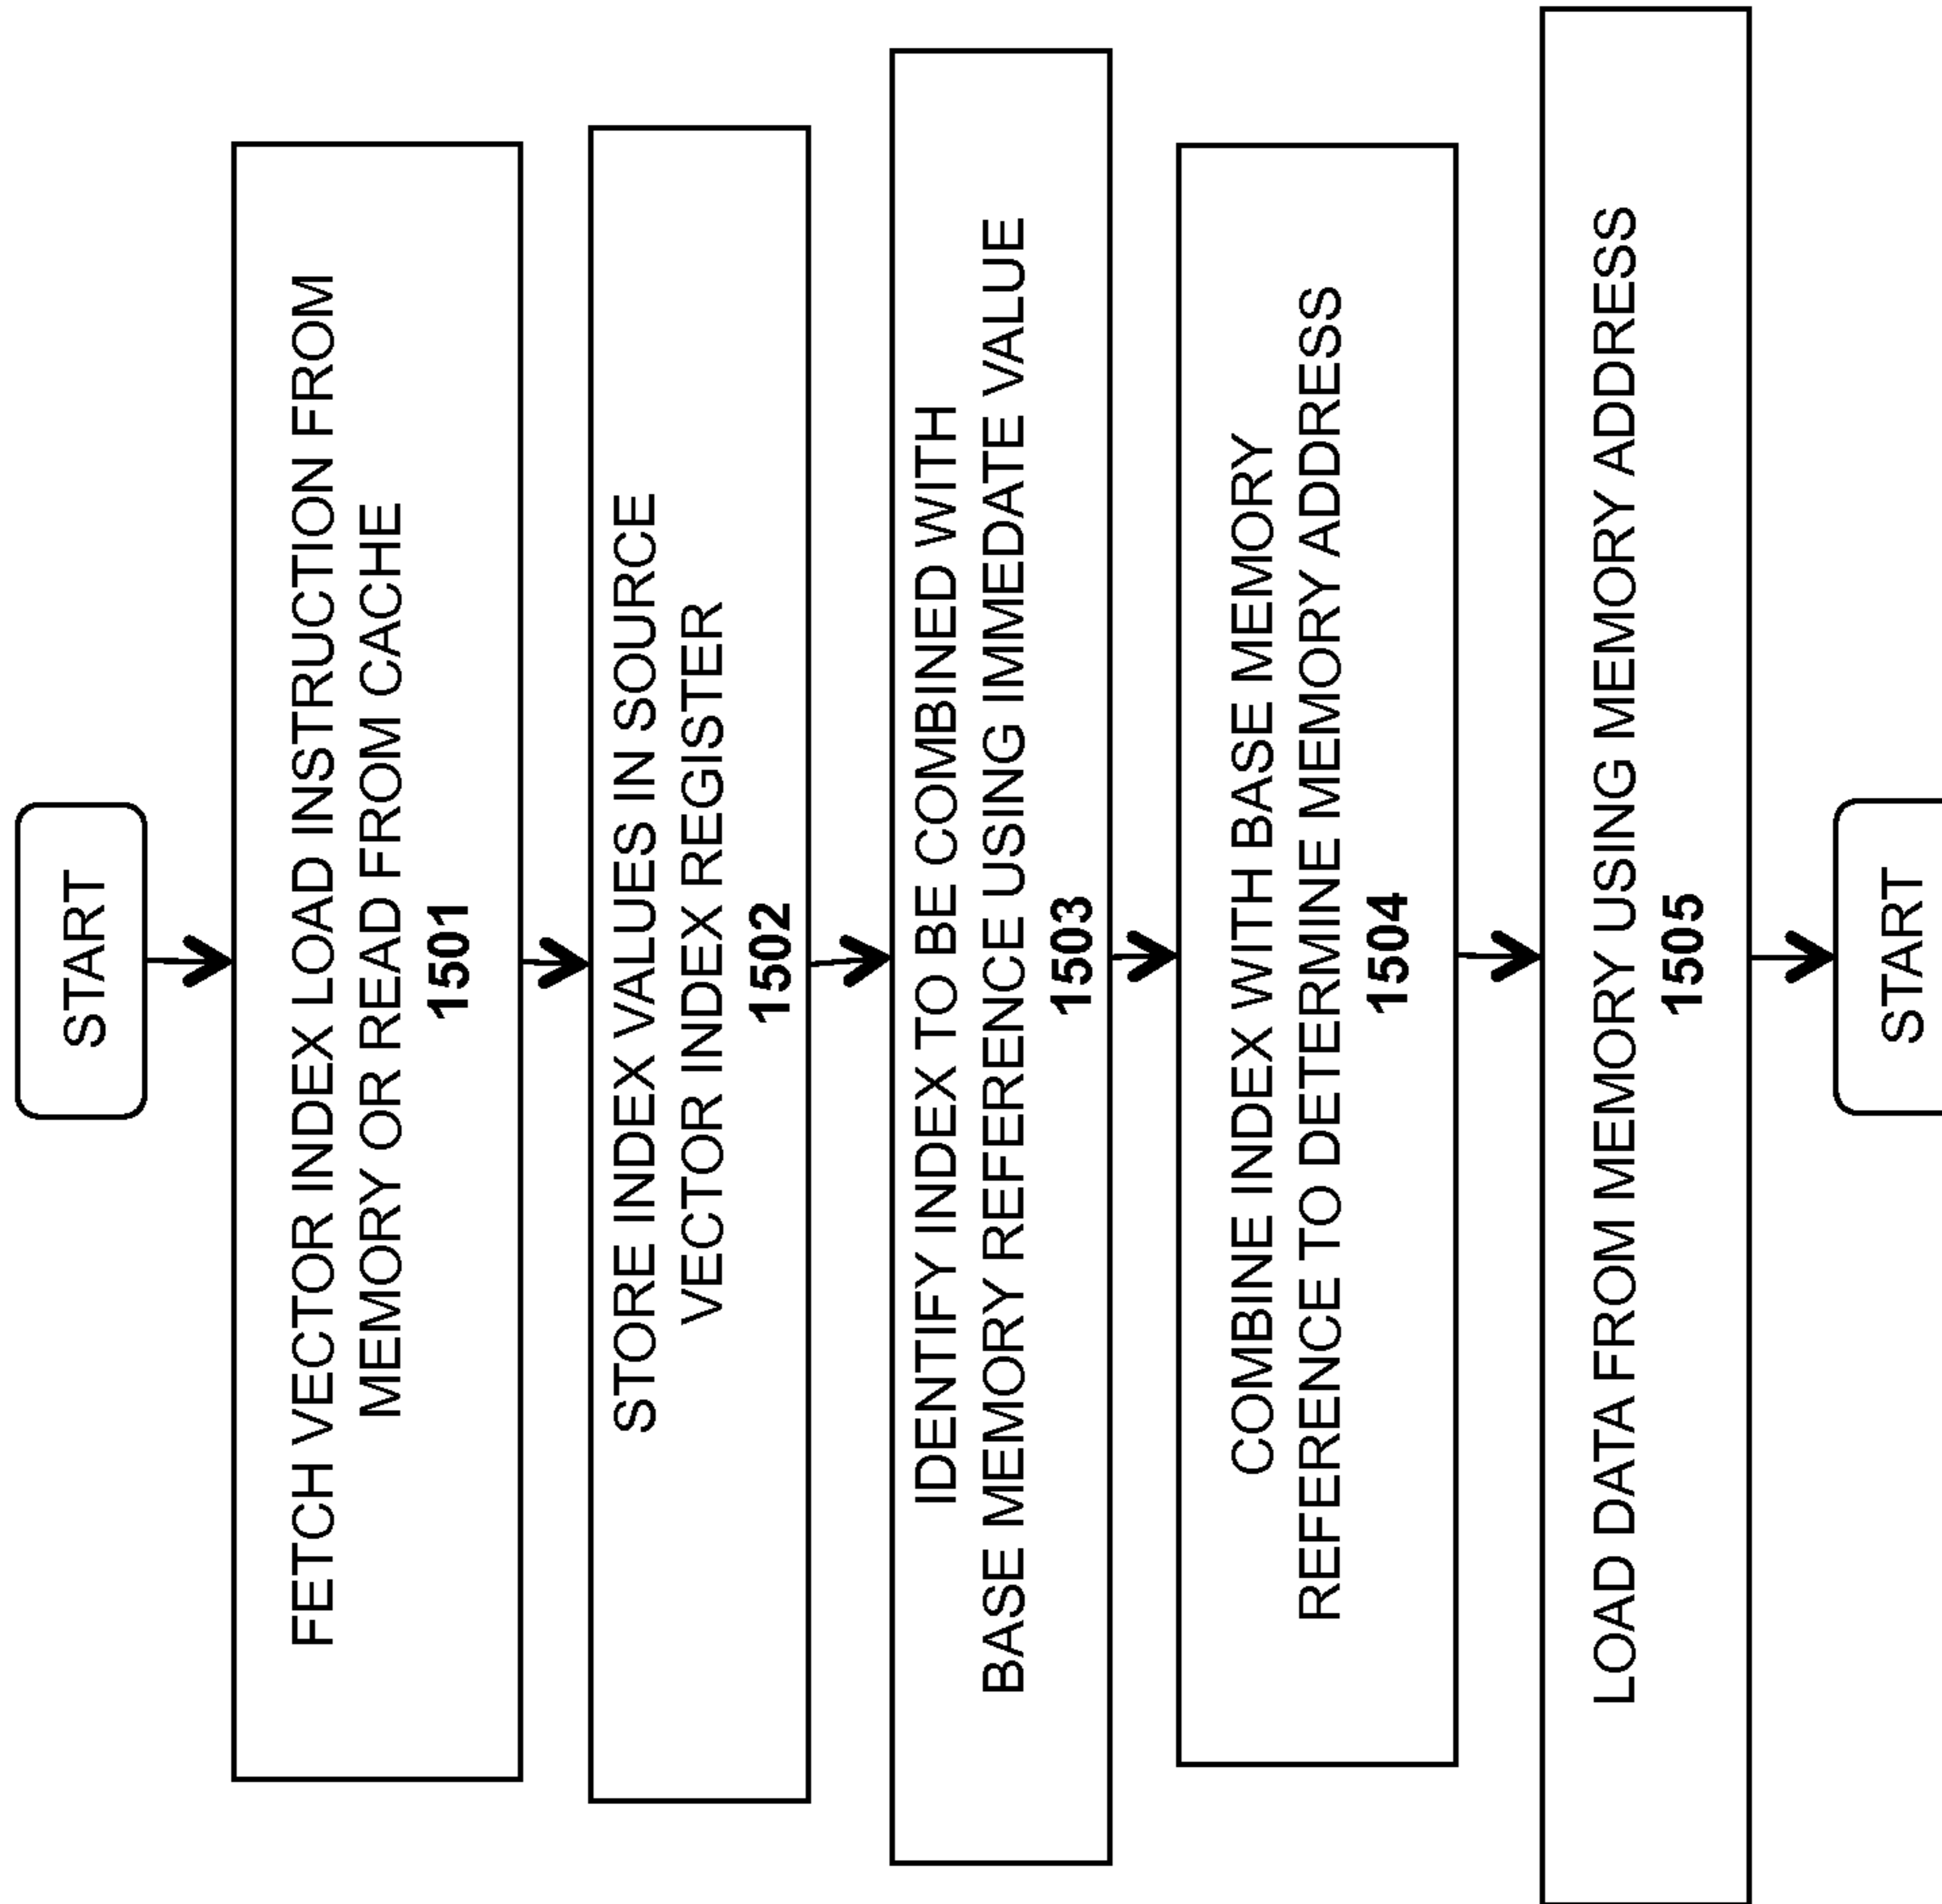 START
FETCH VECTOR INDEX LOAD INSTRUCTION FROM
MEMORY OR READ FROM CACHE
1501
STORE INDEX VALUES IN SOURCE
VECTOR INDEX REGISTER
1502
IDENTIFY INDEX TO BE COMBINED WITH
BASE MEMORY REFERENCE USING IMMEDATE VALUE
1503
COMBINE INDEX WITH BASE MEMORY
REFERENCE TO DETERMINE MEMORY ADDRESS
1504
LOAD DATA FROM MEMORY USING MEMORY ADDRESS
1505
START